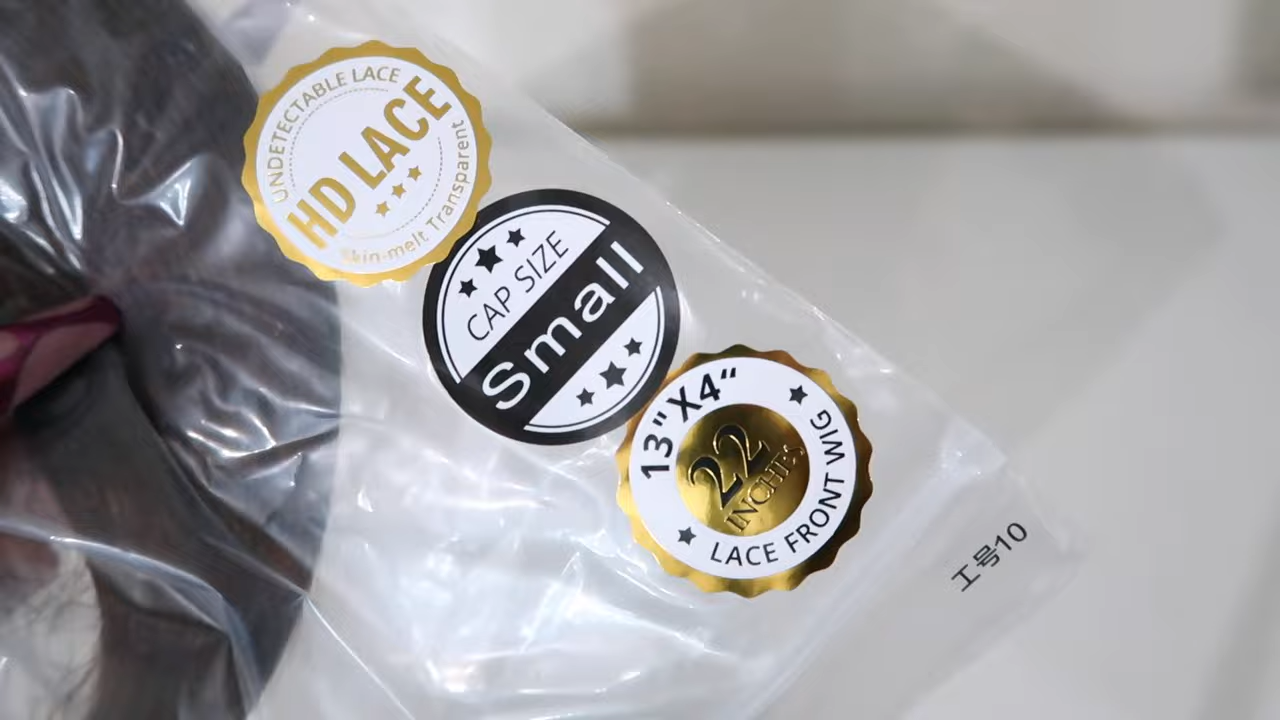 UNDETECTABLE LACE
HD LACE
Skin-melt Transparent
CAP SIZE
Small
13"X4"
22
INCHES
LACE FRONT WIG
工号10